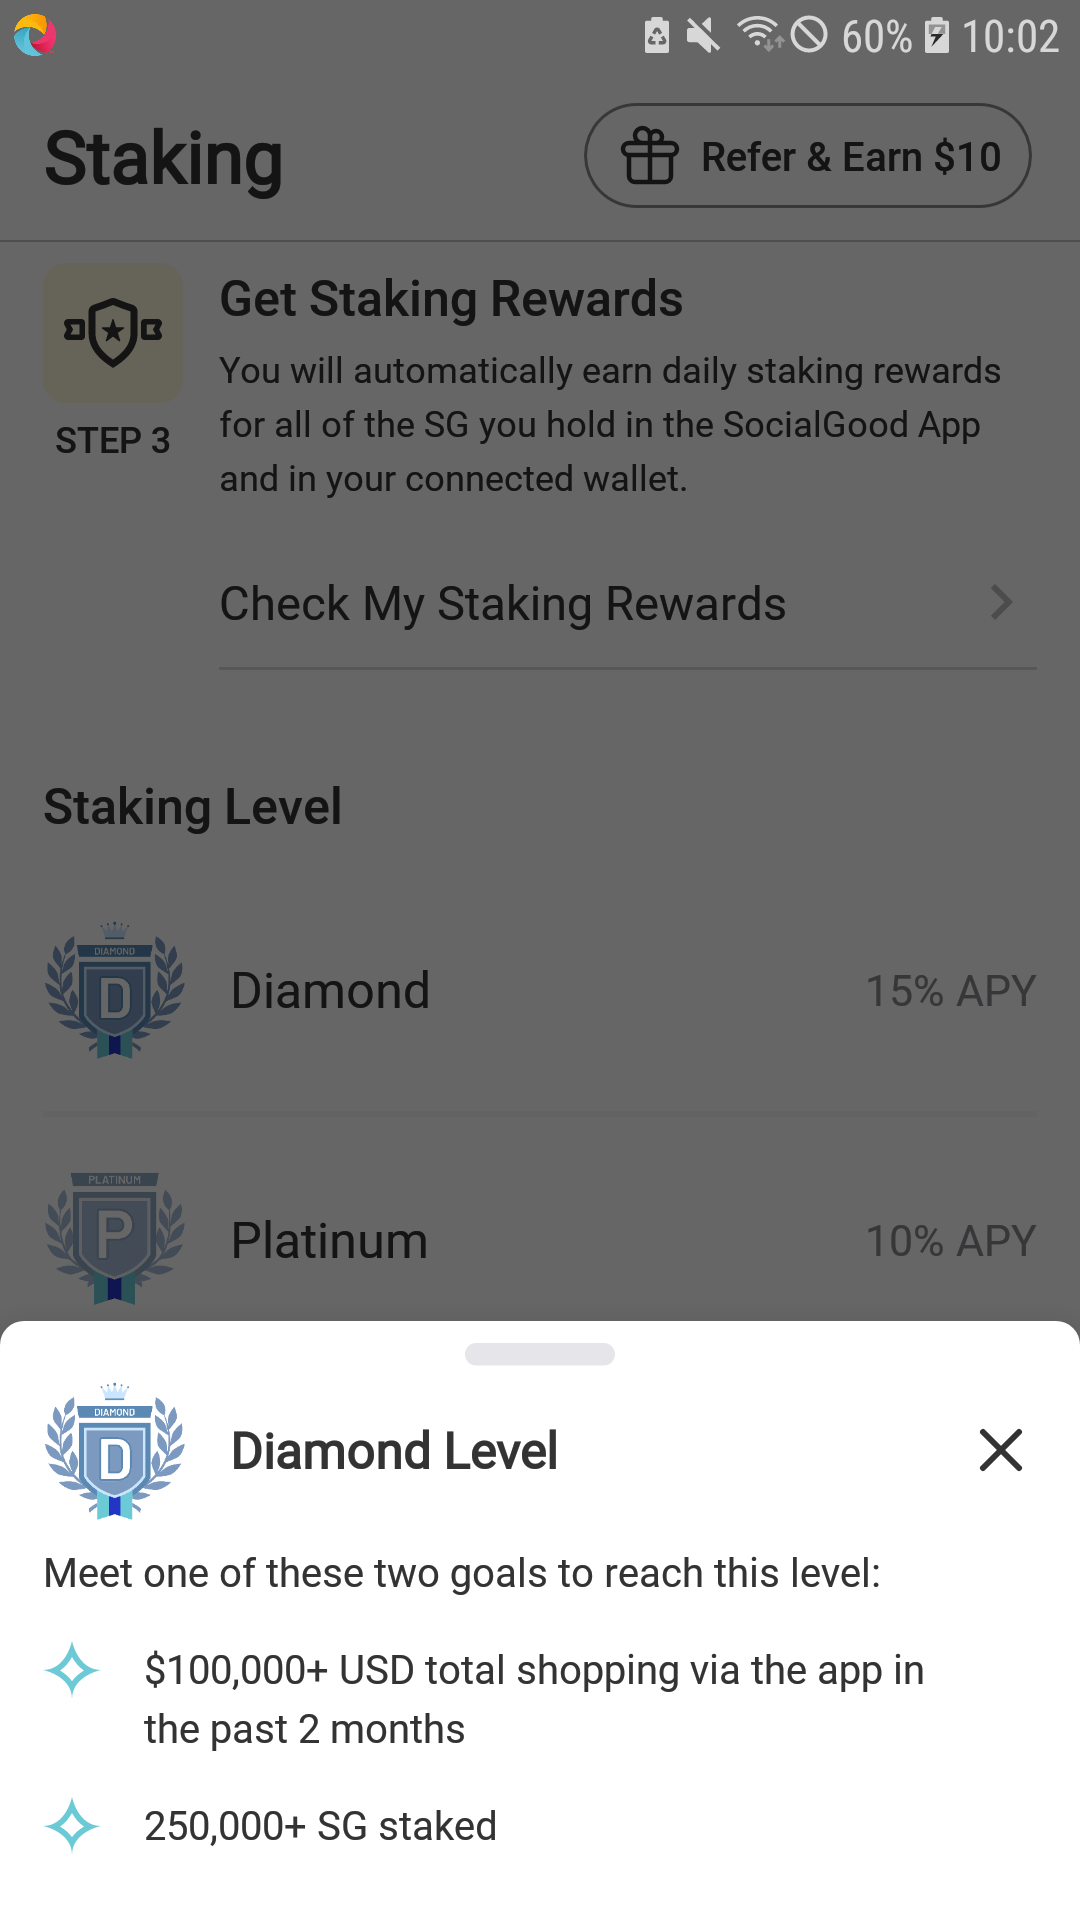 60% 10:02
Staking
Refer & Earn $10
Get Staking Rewards
You will automatically earn daily staking rewards
for all of the SG you hold in the SocialGood App
and in your connected wallet.
STEP 3
Check My Staking Rewards
Staking Level
DIAMOND
D
Diamond
15% APY
PLATINUM
P
Platinum
10% APY
DIAMOND
D
Diamond Level
Meet one of these two goals to reach this level:
$100,000+ USD total shopping via the app in
the past 2 months
250,000+ SG staked